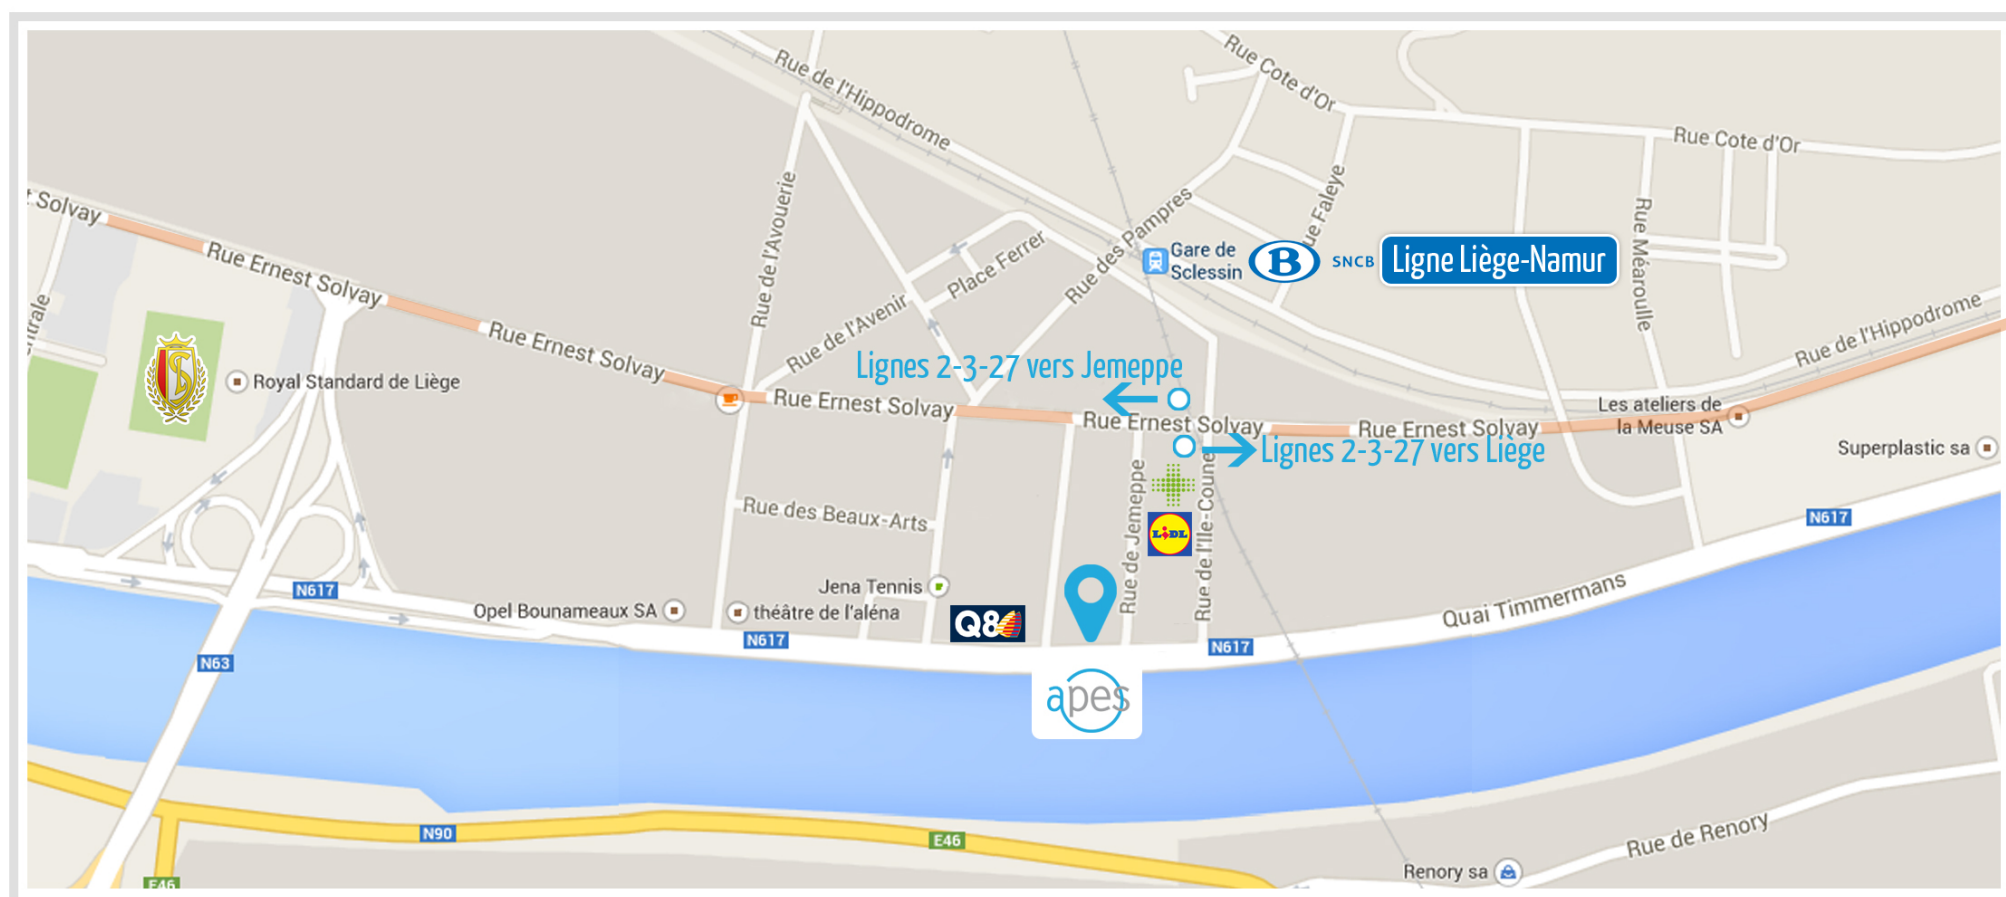 Rue de l'Hippodrome
Rue Cote d'Or
Rue Cote d'Or
Solvay
Rue Ernest Solvay
Rue de l'Avouerie
Rue des Pampres
Rue Faleye
Rue Méaroulle
Place Ferrer
Gare de
Sclessin
B
SNCB
Ligne Liège-Namur
Rue de l'Avenir
Rue Ernest Solvay
Rue de l'Hippodrome
Royal Standard de Liège
Lignes 2-3-27 vers Jemeppe
Rue Ernest Solvay
Rue Ernest Solvay
Rue Ernest Solvay
Les ateliers de
la Meuse SA
Lignes 2-3-27 vers Liège
Superplastic sa
Rue des Beaux-Arts
Rue de Jemeppe
LiDL
Rue de l'Ile-Coune
N617
N617
Jena Tennis
Opel Bounameaux SA
théâtre de l'aléna
Q8
Quai Timmermans
N617
N617
N63
apes
N90
E46
Rue de Renory
Renory sa
E46